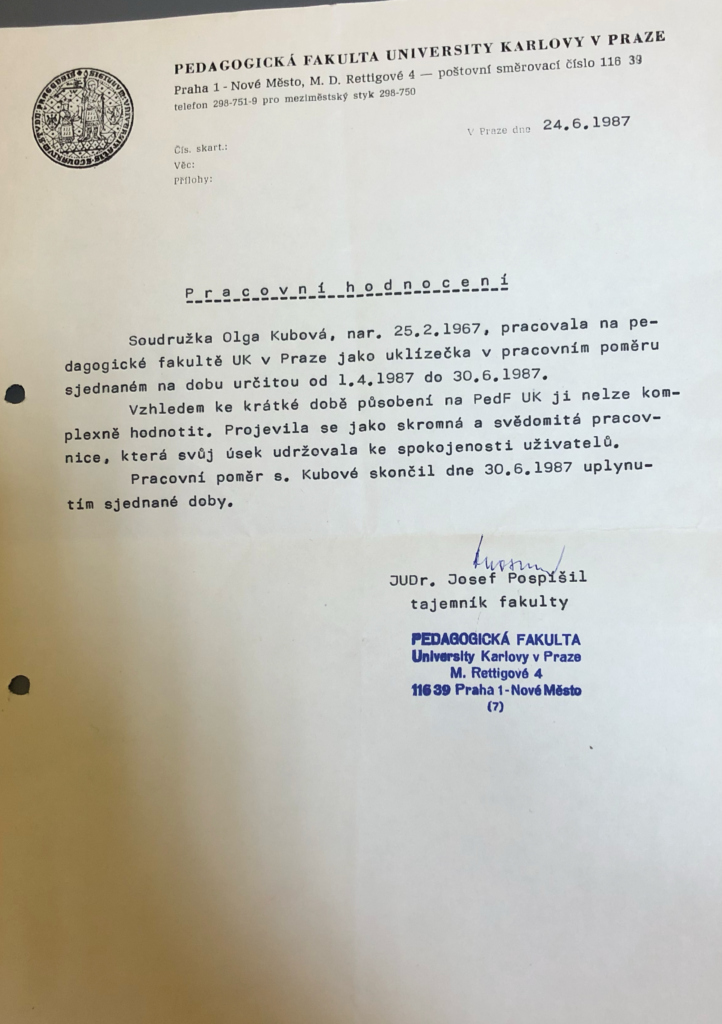 PEDAGOGICKÁ FAKULTA UNIVERSITY KARLOVY V PRAZE
Praha 1 - Nové Město, M. D. Rettigové 4 — poštovní směrovací číslo 116 39
telefon 298-751-9 pro meziměstský styk 298-750
V Praze dne 24.6.1987
Čís. skart.:
Věc:
Přílohy:
Pracovní hodnocení
Soudružka Olga Kubová, nar. 25.2.1967, pracovala na pe-
dagogické fakultě UK v Praze jako uklízečka v pracovním poměru
sjednaném na dobu určitou od 1.4.1987 do 30.6.1987.
Vzhledem ke krátké době působení na PedF UK ji nelze kom-
plexně hodnotit. Projevila se jako skromná a svědomitá pracov-
nice, která svůj úsek udržovala ke spokojenosti uživatelů.
Pracovní poměr s. Kubové skončil dne 30.6.1987 uplynu-
tím sjednané doby.
JUDr. Josef Pospíšil
tajemník fakulty
PEDAGOGICKÁ FAKULTA
University Karlovy v Praze
M. Rettigové 4
116 39 Praha 1 - Nové Město
(7)